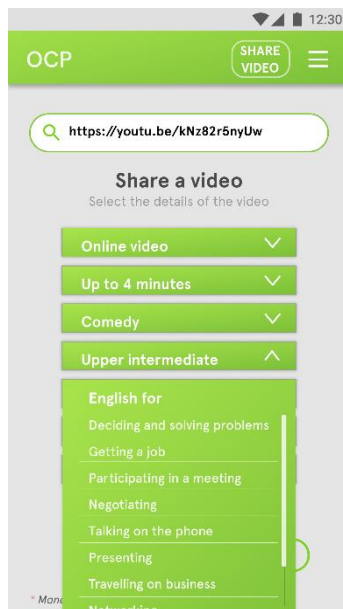 12:30
OCP
SHARE
VIDEO
https://youtu.be/kNz82r5nyUw
Share a video
Select the details of the video
Online video
Up to 4 minutes
Comedy
Upper intermediate
English for
Deciding and solving problems
Getting a job
Participating in a meeting
Negotiating
Talking on the phone
Presenting
Travelling on business
Networking